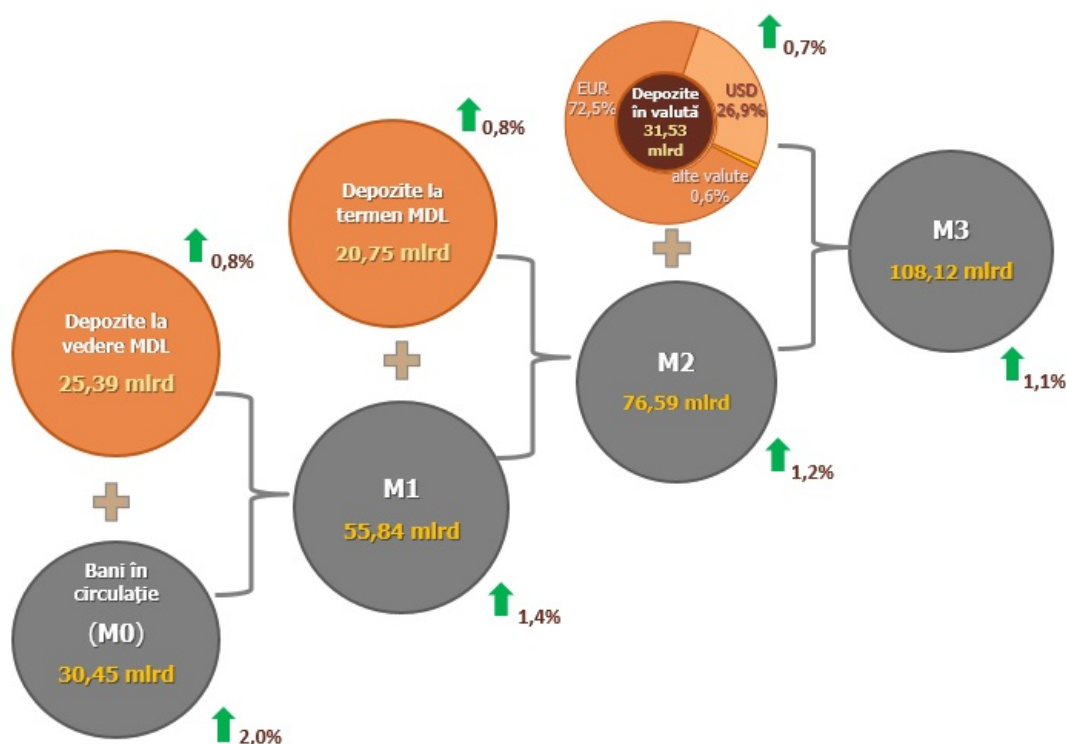 0,7%
EUR
72,5%
USD
26,9%
Depozite
în valută
31,53
mlrd
alte valute
0,6%
0,8%
Depozite la
termen MDL
20,75 mlrd
M3
108,12 mlrd
1,1%
0,8%
Depozite la
vedere MDL
25,39 mlrd
M2
76,59 mlrd
1,2%
M1
55,84 mlrd
1,4%
Bani în
circulație
(M0)
30,45 mlrd
2,0%